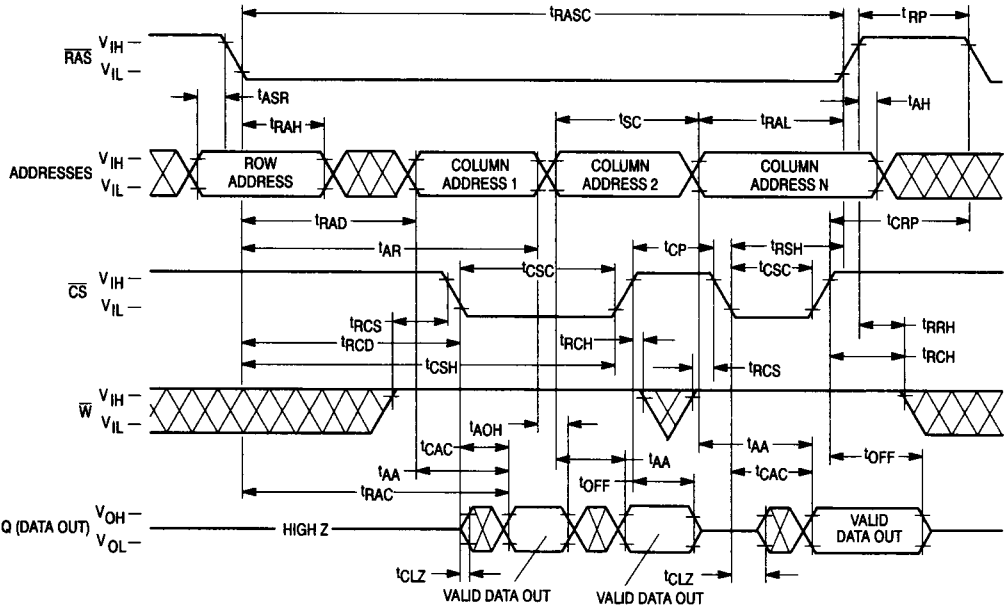 tRASC
tRP
RAS
VIH
VIL
tASR
tAH
tRAH
tSC
tRAL
ADDRESSES
VIH
VIL
ROW
ADDRESS
COLUMN
ADDRESS 1
COLUMN
ADDRESS 2
COLUMN
ADDRESS N
tRAD
tCRP
tAR
tCP
tRSH
tCSC
tCSC
CS
VIH
VIL
tRCS
tRCH
tRRH
tRCD
tRCH
tCSH
tRCS
W
VIH
VIL
tAOH
tCAC
tAA
tAA
tOFF
tAA
tCAC
tOFF
tRAC
Q (DATA OUT)
VOH
VOL
HIGH Z
VALID
DATA OUT
tCLZ
tCLZ
VALID DATA OUT
VALID DATA OUT